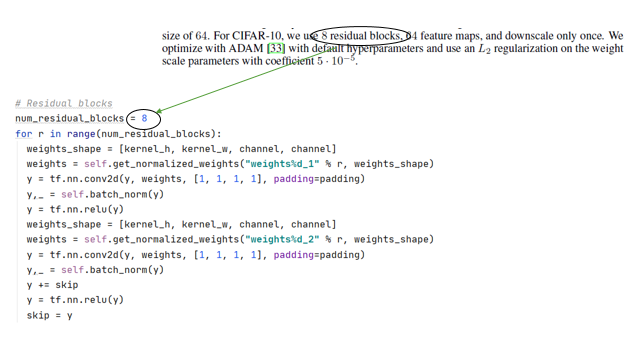 size of 64. For CIFAR-10, we use 8 residual blocks, 64 feature maps, and downscale only once. We
optimize with ADAM [33] with default hyperparameters and use an L2 regularization on the weight
scale parameters with coefficient 5 · 10⁻⁵.
# Residual blocks
num_residual_blocks = 8
for r in range(num_residual_blocks):
weights_shape = [kernel_h, kernel_w, channel, channel]
weights = self.get_normalized_weights("weights%d_1" % r, weights_shape)
y = tf.nn.conv2d(y, weights, [1, 1, 1, 1], padding=padding)
y,_ = self.batch_norm(y)
y = tf.nn.relu(y)
weights_shape = [kernel_h, kernel_w, channel, channel]
weights = self.get_normalized_weights("weights%d_2" % r, weights_shape)
y = tf.nn.conv2d(y, weights, [1, 1, 1, 1], padding=padding)
y,_ = self.batch_norm(y)
y += skip
y = tf.nn.relu(y)
skip = y